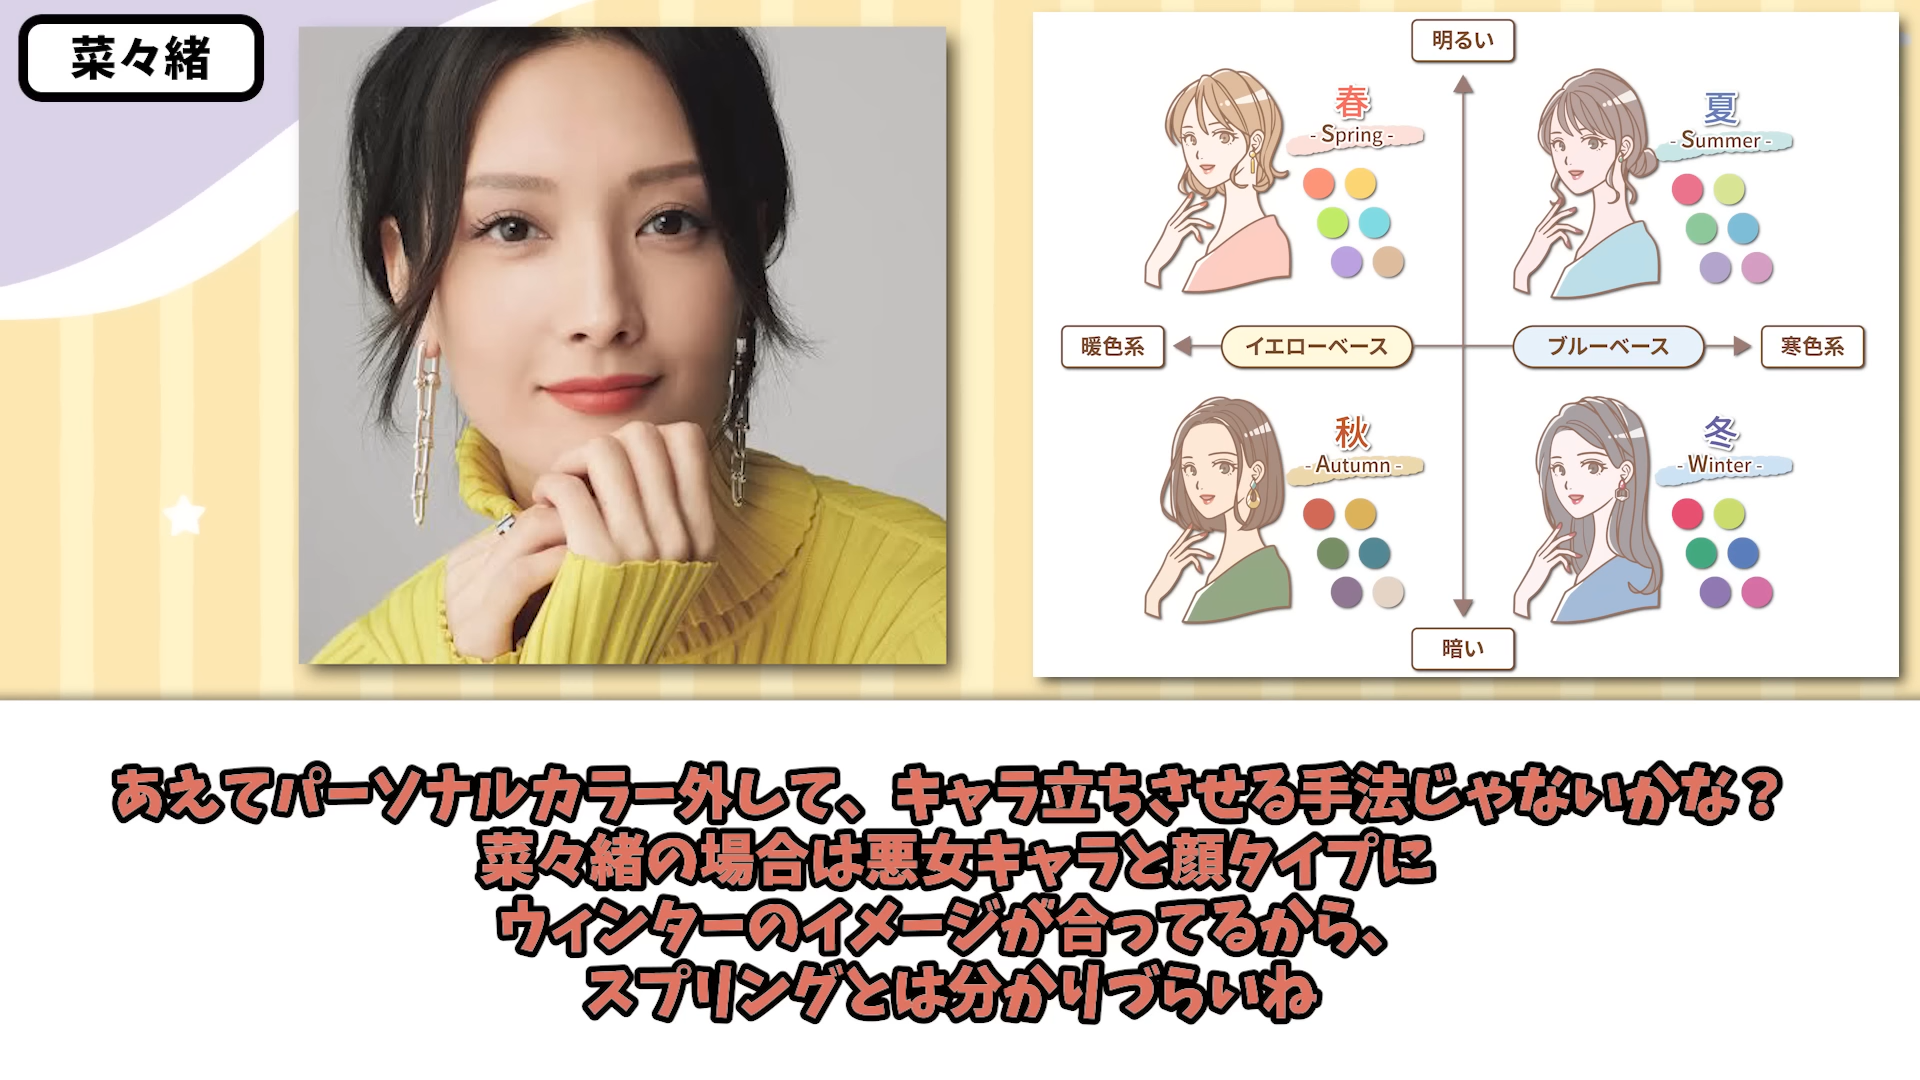 菜々緒
明るい
春
- Spring -
夏
- Summer -
暖色系
イエローベース
ブルーベース
寒色系
秋
- Autumn -
冬
- Winter -
暗い
あえてパーソナルカラー外して、キャラ立ちさせる手法じゃないかな？
菜々緒の場合は悪女キャラと顔タイプに
ウィンターのイメージが合ってるから、
スプリングとは分かりづらいね